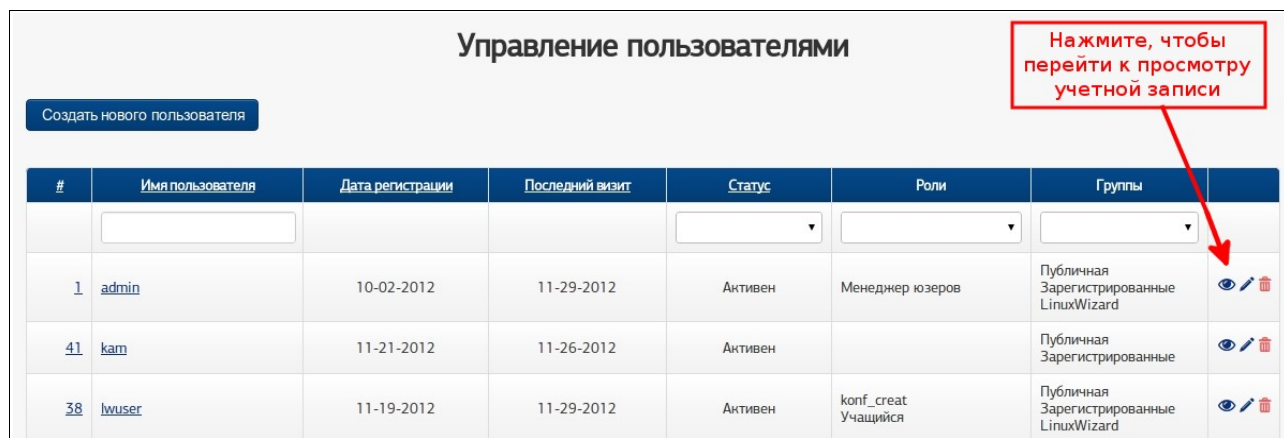 Управление пользователями
Нажмите, чтобы
перейти к просмотру
учетной записи
Создать нового пользователя
# Имя пользователя Дата регистрации Последний визит Статус Роли Группы
1 admin 10-02-2012 11-29-2012 Активен Менеджер юзеров Публичная
Зарегистрированные
LinuxWizard
41 kam 11-21-2012 11-26-2012 Активен Публичная
Зарегистрированные
38 lwuser 11-19-2012 11-29-2012 Активен konf_creat
Учащийся
Публичная
Зарегистрированные
LinuxWizard